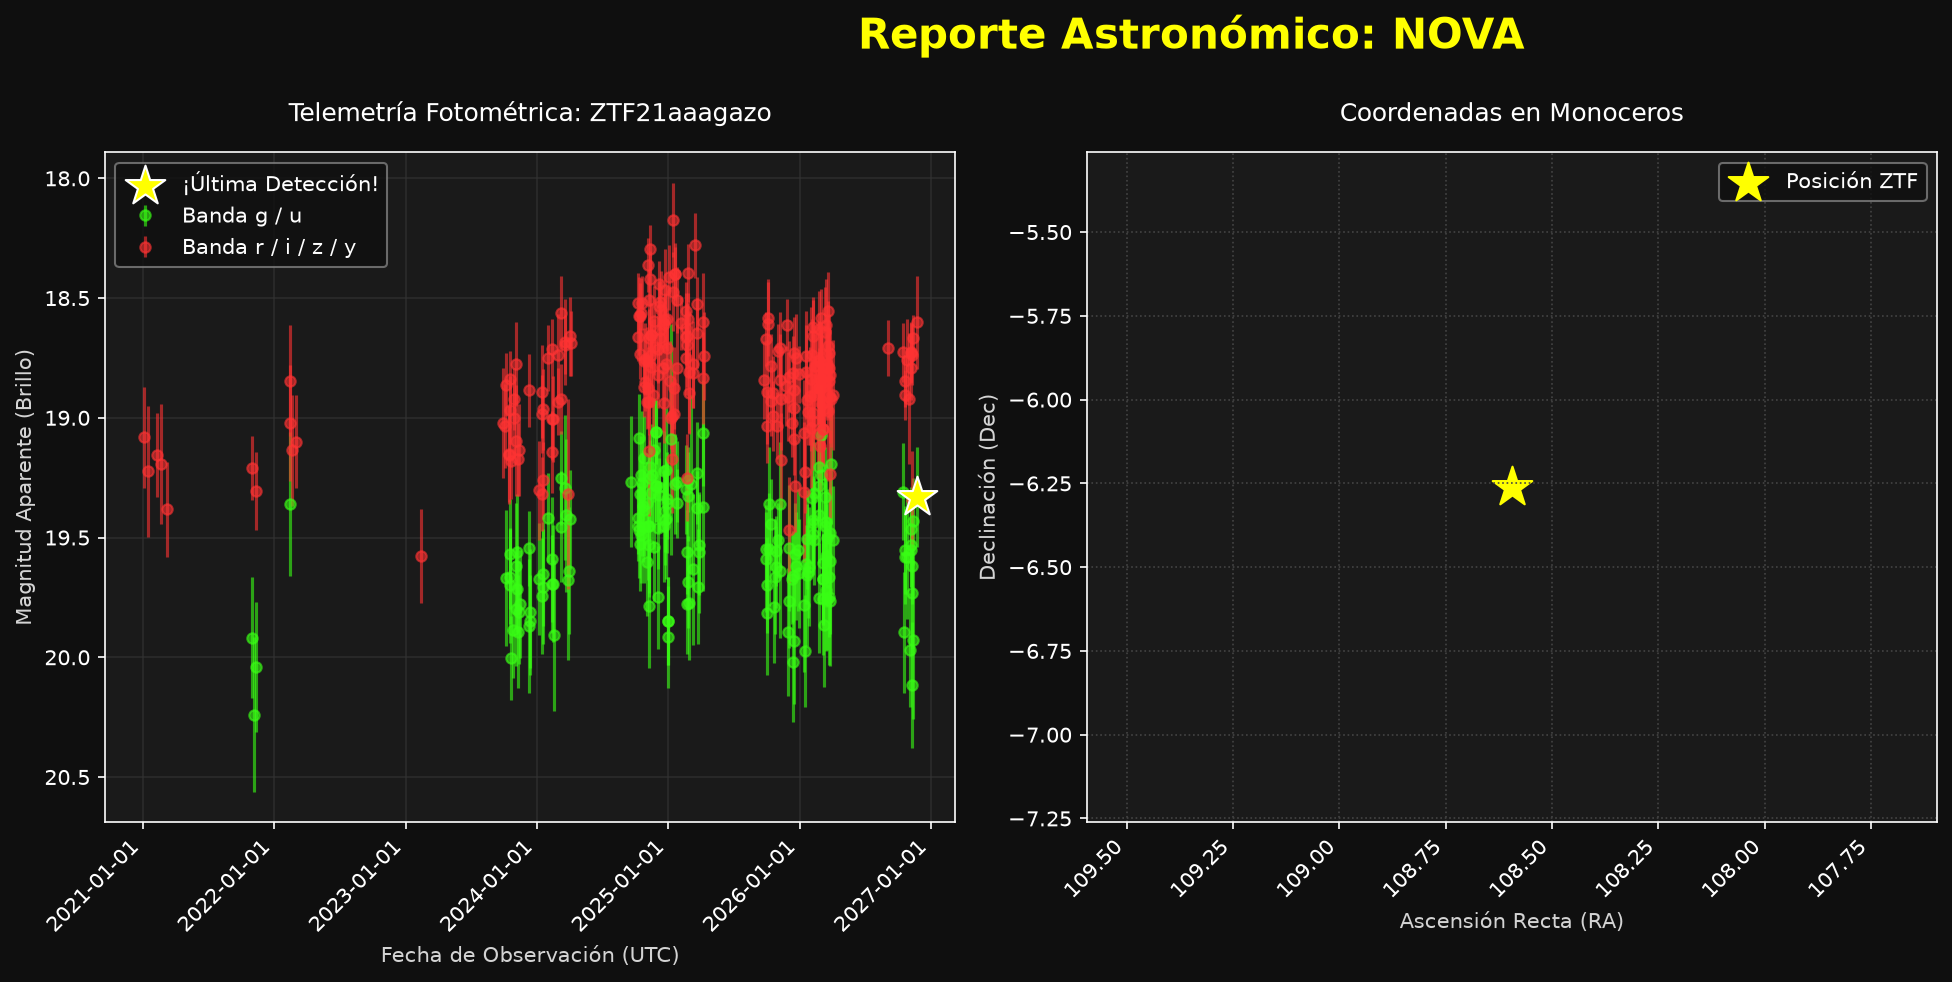 Reporte Astronómico: NOVA
Telemetría Fotométrica: ZTF21aaagazo
¡Última Detección!
Banda g / u
Banda r / i / z / y
Magnitud Aparente (Brillo)
18.0
18.5
19.0
19.5
20.0
20.5
2021-01-01
2022-01-01
2023-01-01
2024-01-01
2025-01-01
2026-01-01
2027-01-01
Fecha de Observación (UTC)
Coordenadas en Monoceros
Posición ZTF
Declinación (Dec)
−5.50
−5.75
−6.00
−6.25
−6.50
−6.75
−7.00
−7.25
109.50
109.25
109.00
108.75
108.50
108.25
108.00
107.75
Ascensión Recta (RA)